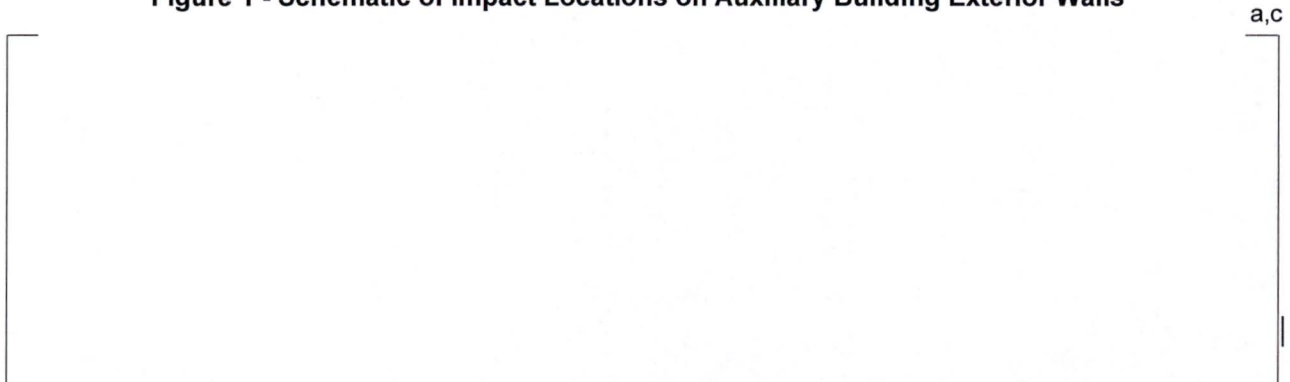 Figure 1 - Schematic of Impact Locations on Auxiliary Building Exterior Walls
a,c